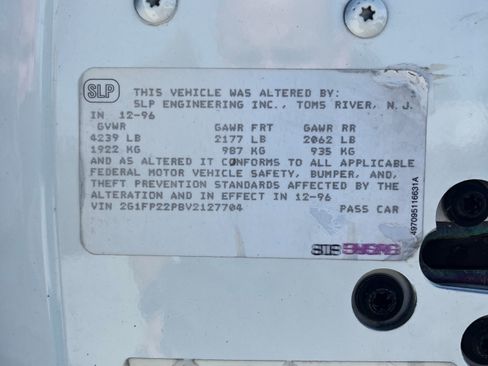 SLP
THIS VEHICLE WAS ALTERED BY:
SLP ENGINEERING INC., TOMS RIVER, N.J.
IN 12-96
GVWR GAWR FRT GAWR RR
4239 LB 2177 LB 2062 LB
1922 KG 987 KG 935 KG
AND AS ALTERED IT CONFORMS TO ALL APPLICABLE
FEDERAL MOTOR VEHICLE SAFETY, BUMPER, AND,
THEFT PREVENTION STANDARDS AFFECTED BY THE
ALTERATION AND IN EFFECT IN 12-96
VIN 2G1FP22P8V2127704 PASS CAR
497095116631A